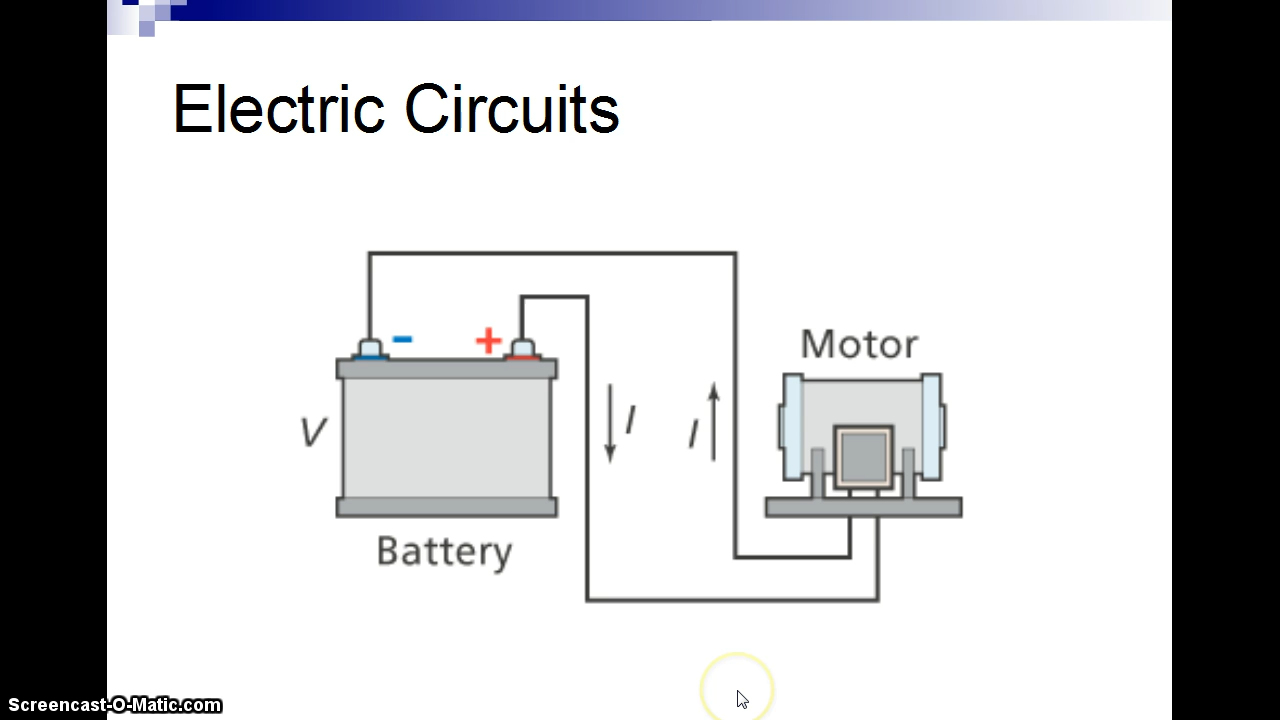 Electric Circuits
- +
Motor
V
I
I
Battery
Screencast-O-Matic.com